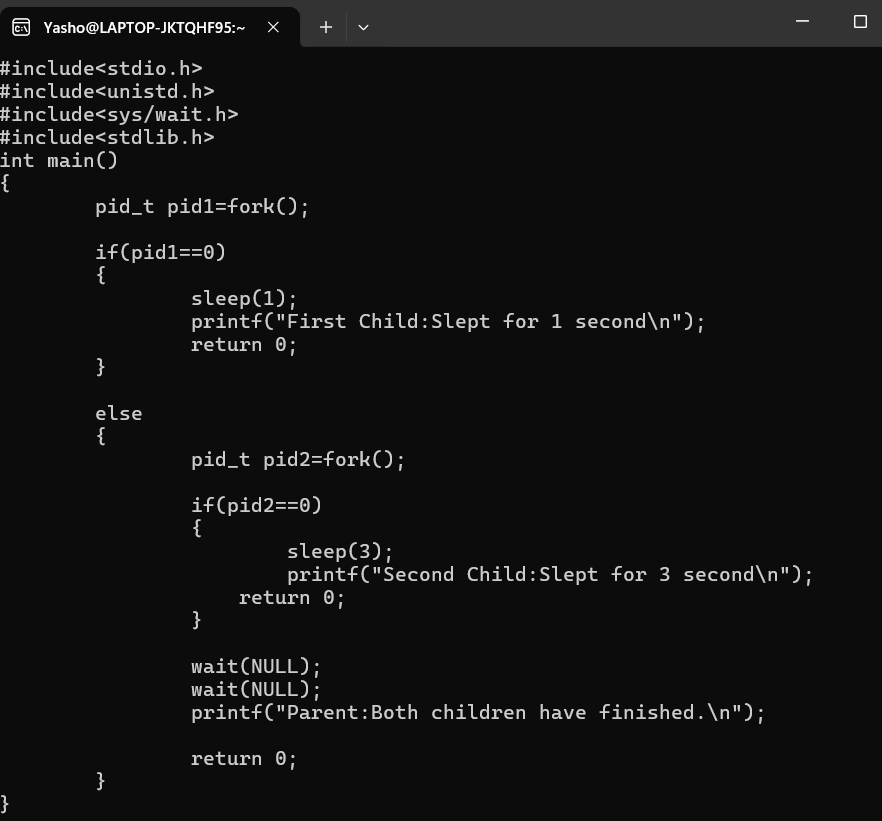 Yasho@LAPTOP-JKTQHF95:~
#include<stdio.h>
#include<unistd.h>
#include<sys/wait.h>
#include<stdlib.h>
int main()
{
        pid_t pid1=fork();

        if(pid1==0)
        {
                sleep(1);
                printf("First Child:Slept for 1 second\n");
                return 0;
        }

        else
        {
                pid_t pid2=fork();

                if(pid2==0)
                {
                        sleep(3);
                        printf("Second Child:Slept for 3 second\n");
                    return 0;
                }

                wait(NULL);
                wait(NULL);
                printf("Parent:Both children have finished.\n");

                return 0;
        }
}